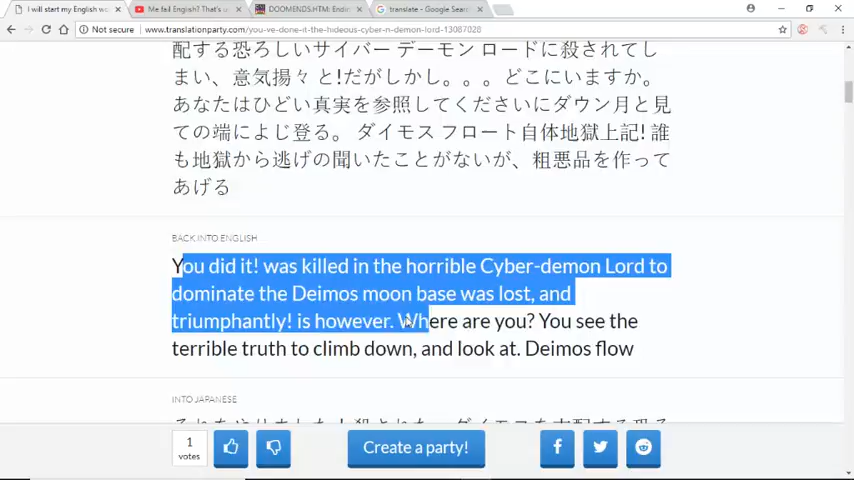 I will start my English wo
Me fail English? That's u
DOOMENDS.HTM: Ending
translate - Google Searc
Not secure www.translationparty.com/you-ve-done-it-the-hideous-cyber-n-demon-lord-13087028
配する恐ろしいサイバー デーモン ロードに殺されてし
まい、意気揚々 と!だがしかし。。。どこにいますか。
あなたはひどい真実を参照してくださいにダウン月と見
ての端によじ登る。 ダイモス フロート自体地獄上記! 誰
も地獄から逃げの聞いたことがないが、粗悪品を作って
あげる
BACK INTO ENGLISH
You did it! was killed in the horrible Cyber-demon Lord to
dominate the Deimos moon base was lost, and
triumphantly! is however. Where are you? You see the
terrible truth to climb down, and look at. Deimos flow
INTO JAPANESE
1
votes
Create a party!